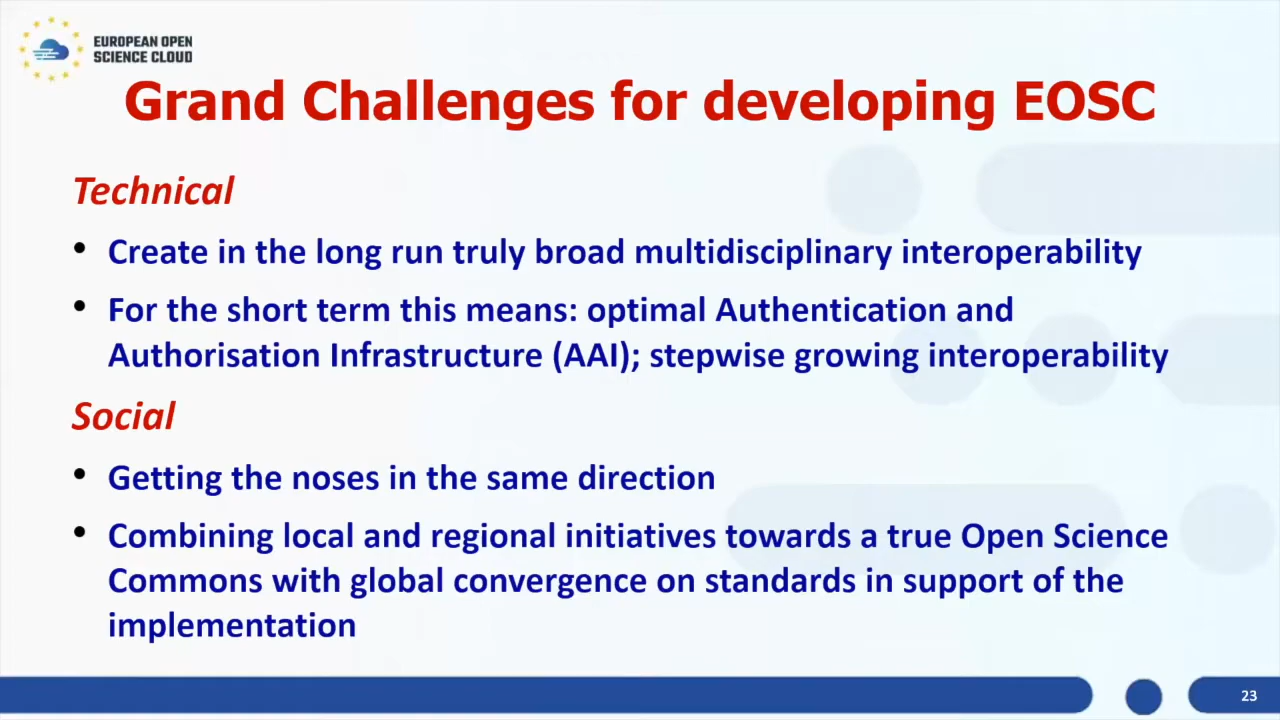 EUROPEAN OPEN
SCIENCE CLOUD
Grand Challenges for developing EOSC
Technical
• Create in the long run truly broad multidisciplinary interoperability
• For the short term this means: optimal Authentication and
Authorisation Infrastructure (AAI); stepwise growing interoperability
Social
• Getting the noses in the same direction
• Combining local and regional initiatives towards a true Open Science
Commons with global convergence on standards in support of the
implementation
23